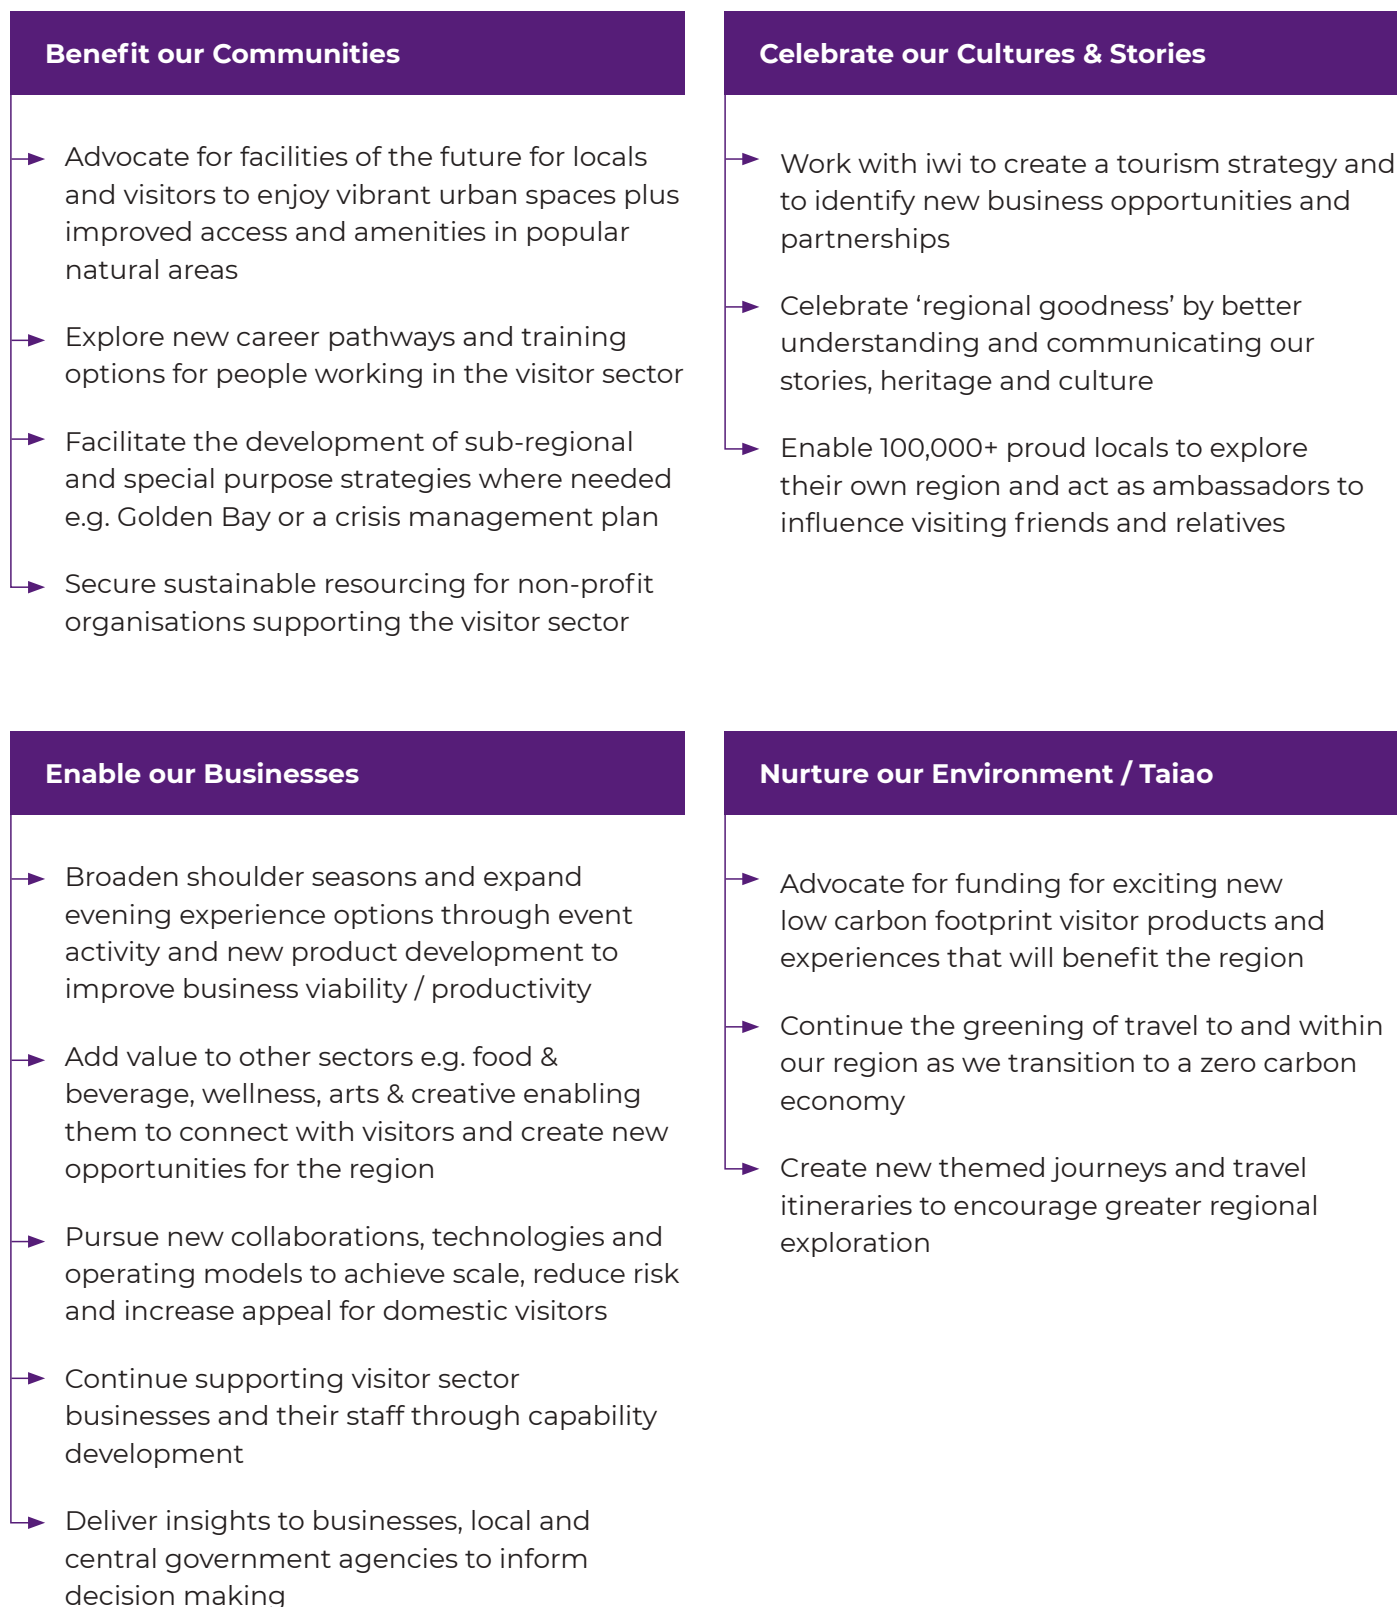 Benefit our Communities
Advocate for facilities of the future for locals
and visitors to enjoy vibrant urban spaces plus
improved access and amenities in popular
natural areas
Explore new career pathways and training
options for people working in the visitor sector
Facilitate the development of sub-regional
and special purpose strategies where needed
e.g. Golden Bay or a crisis management plan
Secure sustainable resourcing for non-profit
organisations supporting the visitor sector
Celebrate our Cultures & Stories
Work with iwi to create a tourism strategy and
to identify new business opportunities and
partnerships
Celebrate ‘regional goodness’ by better
understanding and communicating our
stories, heritage and culture
Enable 100,000+ proud locals to explore
their own region and act as ambassadors to
influence visiting friends and relatives
Enable our Businesses
Broaden shoulder seasons and expand
evening experience options through event
activity and new product development to
improve business viability / productivity
Add value to other sectors e.g. food &
beverage, wellness, arts & creative enabling
them to connect with visitors and create new
opportunities for the region
Pursue new collaborations, technologies and
operating models to achieve scale, reduce risk
and increase appeal for domestic visitors
Continue supporting visitor sector
businesses and their staff through capability
development
Deliver insights to businesses, local and
central government agencies to inform
decision making
Nurture our Environment / Taiao
Advocate for funding for exciting new
low carbon footprint visitor products and
experiences that will benefit the region
Continue the greening of travel to and within
our region as we transition to a zero carbon
economy
Create new themed journeys and travel
itineraries to encourage greater regional
exploration